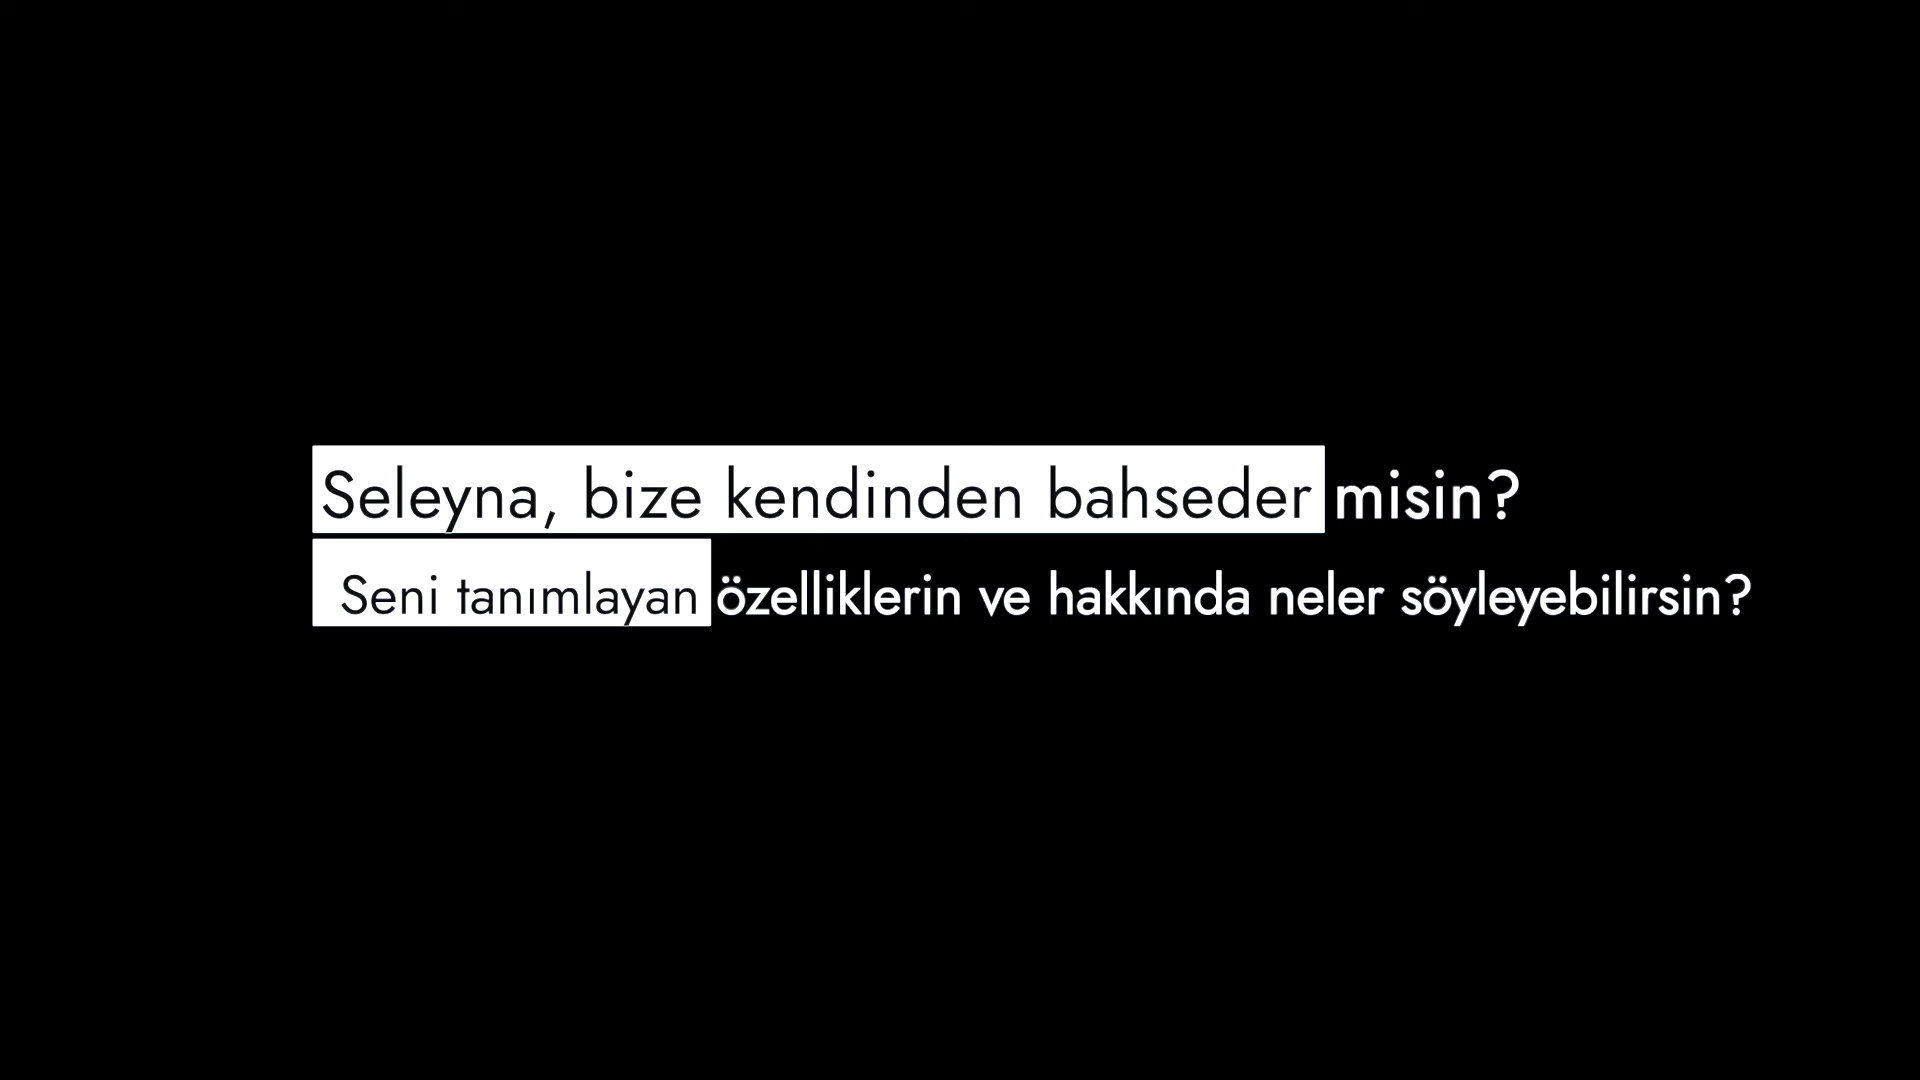 Seleyna, bize kendinden bahseder misin?
Seni tanımlayan özelliklerin ve hakkında neler söyleyebilirsin?